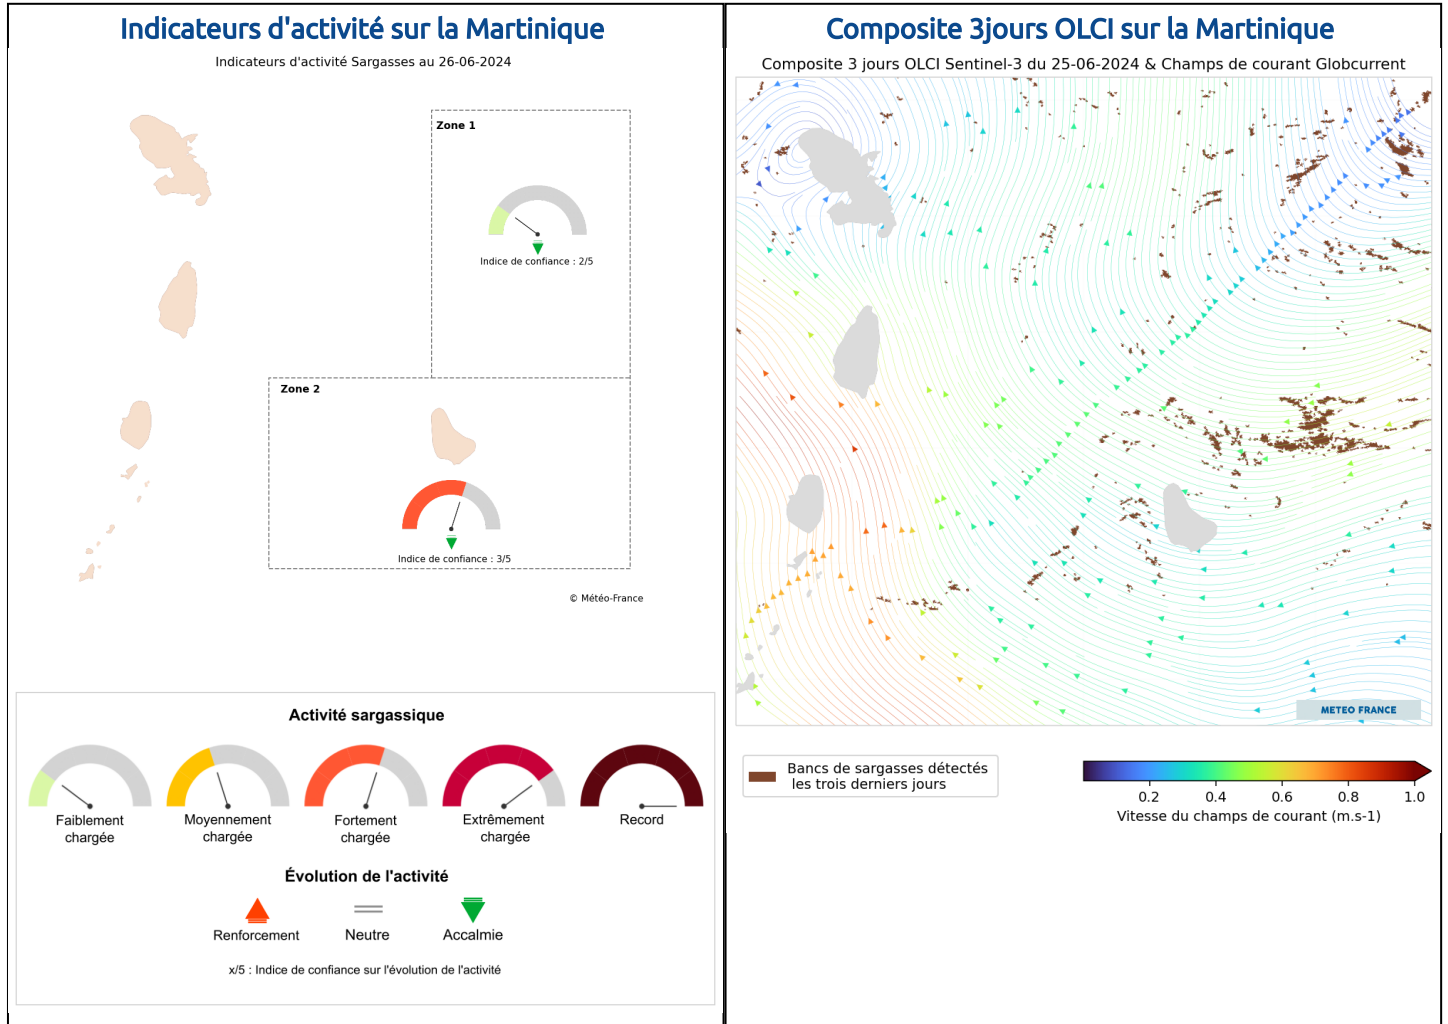 Indicateurs d'activité sur la Martinique
Indicateurs d'activité Sargasses au 26-06-2024
Zone 1
Indice de confiance : 2/5
Zone 2
Indice de confiance : 3/5
© Météo-France
Activité sargassique
Faiblement
chargée
Moyennement
chargée
Fortement
chargée
Extrêmement
chargée
Record
Évolution de l'activité
Renforcement
Neutre
Accalmie
x/5 : Indice de confiance sur l'évolution de l'activité
Composite 3jours OLCI sur la Martinique
Composite 3 jours OLCI Sentinel-3 du 25-06-2024 & Champs de courant Globcurrent
METEO FRANCE
Bancs de sargasses détectés
les trois derniers jours
0.2 0.4 0.6 0.8 1.0
Vitesse du champs de courant (m.s-1)